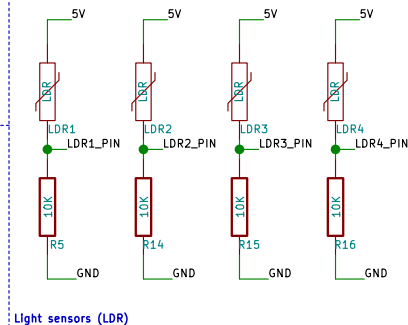 5V 5V 5V 5V
LDR LDR LDR LDR
LDR1 LDR2 LDR3 LDR4
LDR1_PIN LDR2_PIN LDR3_PIN LDR4_PIN
10K 10K 10K 10K
R5 R14 R15 R16
GND GND GND GND
Light sensors (LDR)